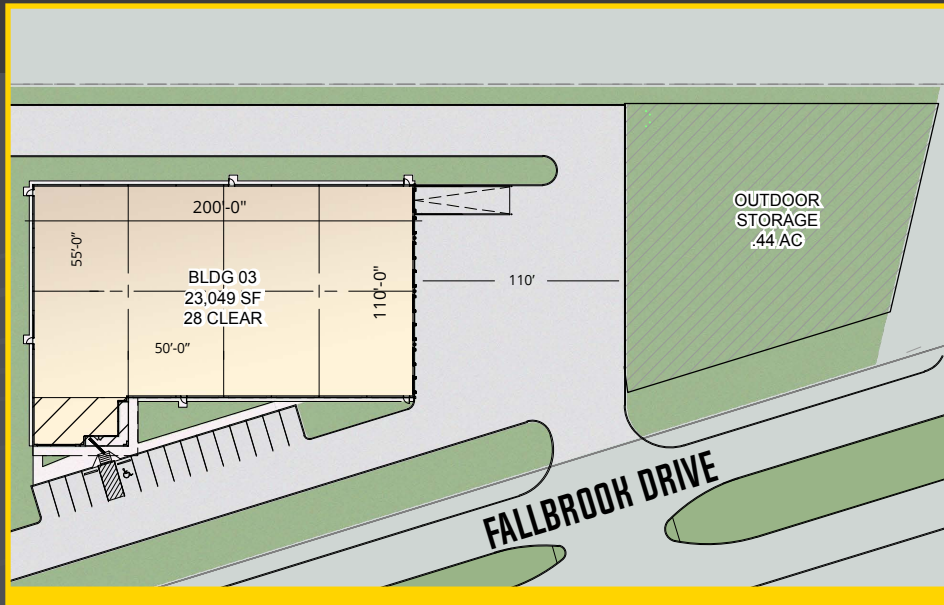 200'-0"
55'-0"
BLDG 03
23,049 SF
28 CLEAR
110'-0"
50'-0”
110’
OUTDOOR
STORAGE
.44 AC
FALLBROOK DRIVE